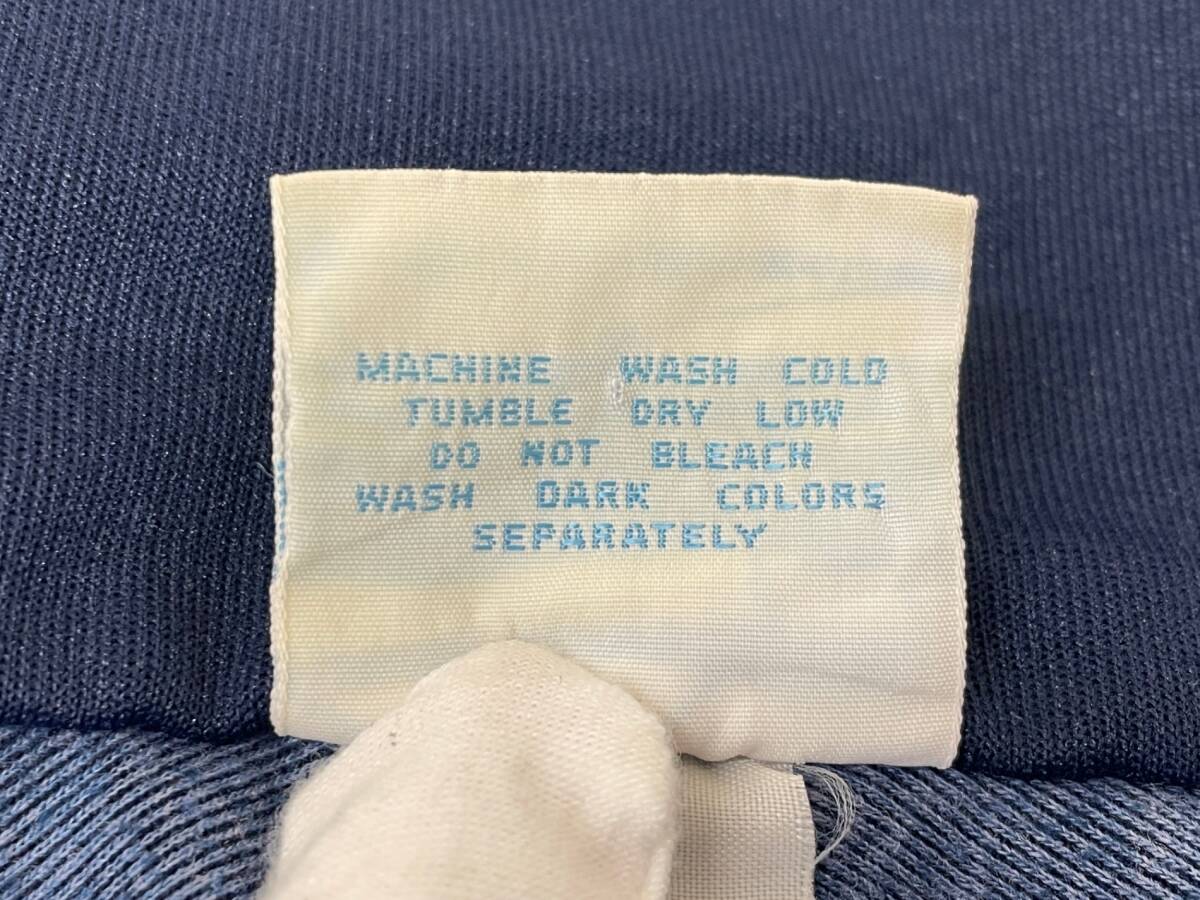 MACHINE WASH COLD
TUMBLE DRY LOW
DO NOT BLEACH
WASH DARK COLORS
SEPARATELY